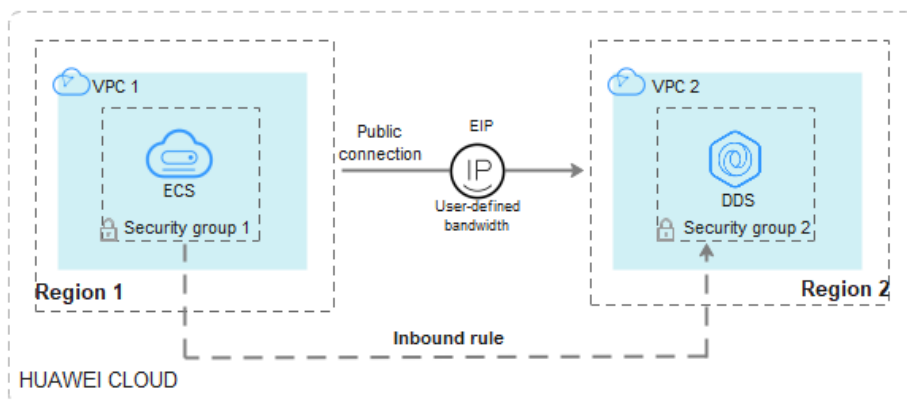 VPC 1
ECS
Security group 1
Region 1
Public
connection
EIP
IP
User-defined
bandwidth
VPC 2
DDS
Security group 2
Region 2
Inbound rule
HUAWEI CLOUD